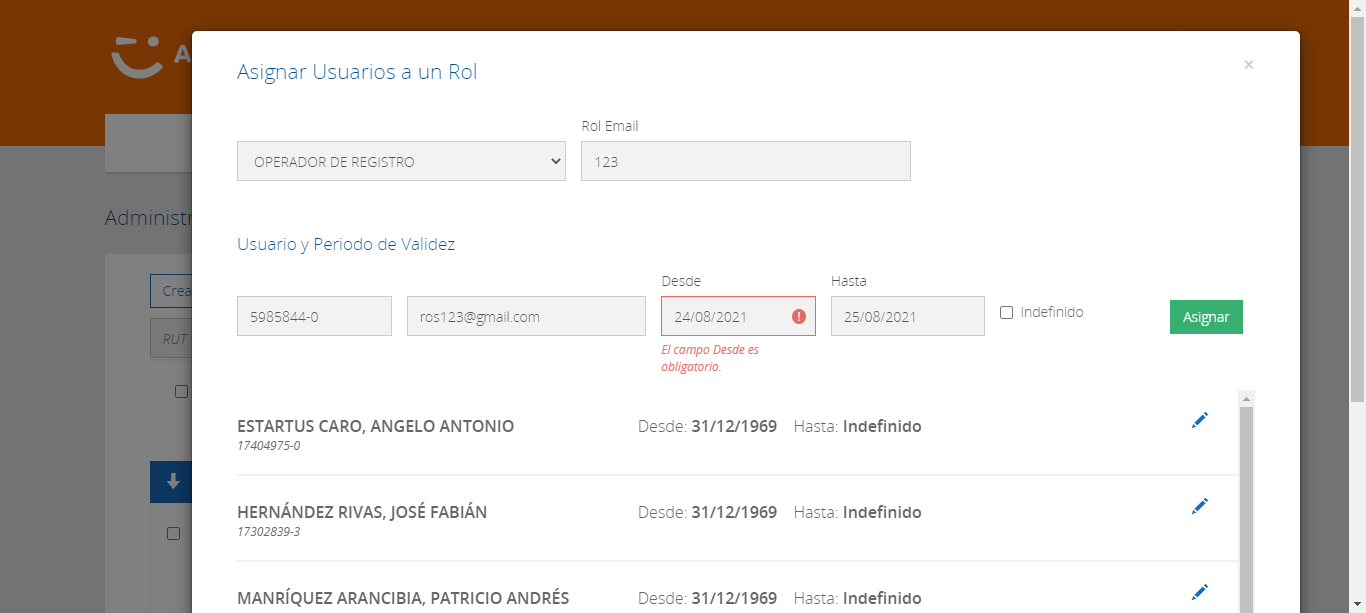 A
Asignar Usuarios a un Rol
×
Rol Email
OPERADOR DE REGISTRO
123
Administr
Usuario y Periodo de Validez
Desde
Hasta
Crea
5985844-0
ros123@gmail.com
24/08/2021
25/08/2021
Indefinido
Asignar
RUT
El campo Desde es
obligatorio.
ESTARTUS CARO, ANGELO ANTONIO
Desde: 31/12/1969 Hasta: Indefinido
17404975-0
HERNÁNDEZ RIVAS, JOSÉ FABIÁN
Desde: 31/12/1969 Hasta: Indefinido
17302839-3
MANRÍQUEZ ARANCIBIA, PATRICIO ANDRÉS
Desde: 31/12/1969 Hasta: Indefinido